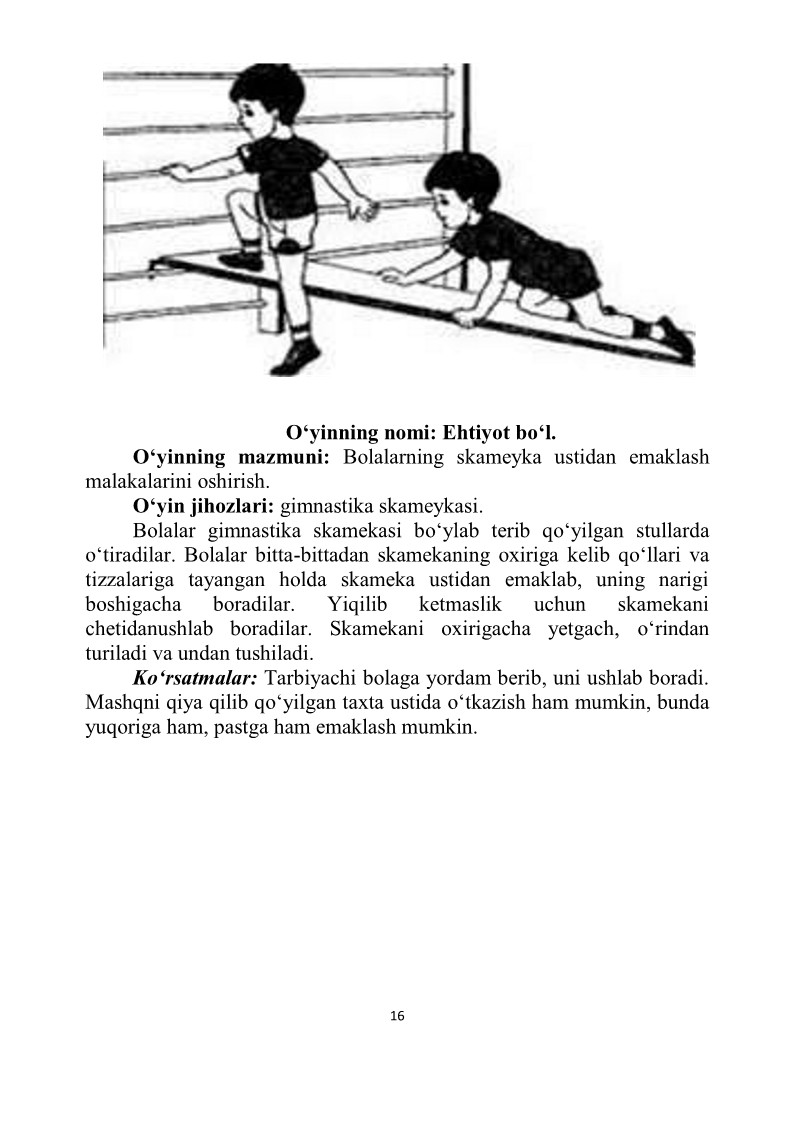 O‘yinning nomi: Ehtiyot bo‘l.
O‘yinning mazmuni: Bolalarning skameyka ustidan emaklash
malakalarini oshirish.
O‘yin jihozlari: gimnastika skameykasi.
Bolalar gimnastika skamekasi bo‘ylab terib qo‘yilgan stullarda
o‘tiradilar. Bolalar bitta-bittadan skamekaning oxiriga kelib qo‘llari va
tizzalariga tayangan holda skameka ustidan emaklab, uning narigi
boshigacha boradilar. Yiqilib ketmaslik uchun skamekani
chetidanushlab boradilar. Skamekani oxirigacha yetgach, o‘rindan
turiladi va undan tushiladi.
Ko‘rsatmalar: Tarbiyachi bolaga yordam berib, uni ushlab boradi.
Mashqni qiya qilib qo‘yilgan taxta ustida o‘tkazish ham mumkin, bunda
yuqoriga ham, pastga ham emaklash mumkin.
16